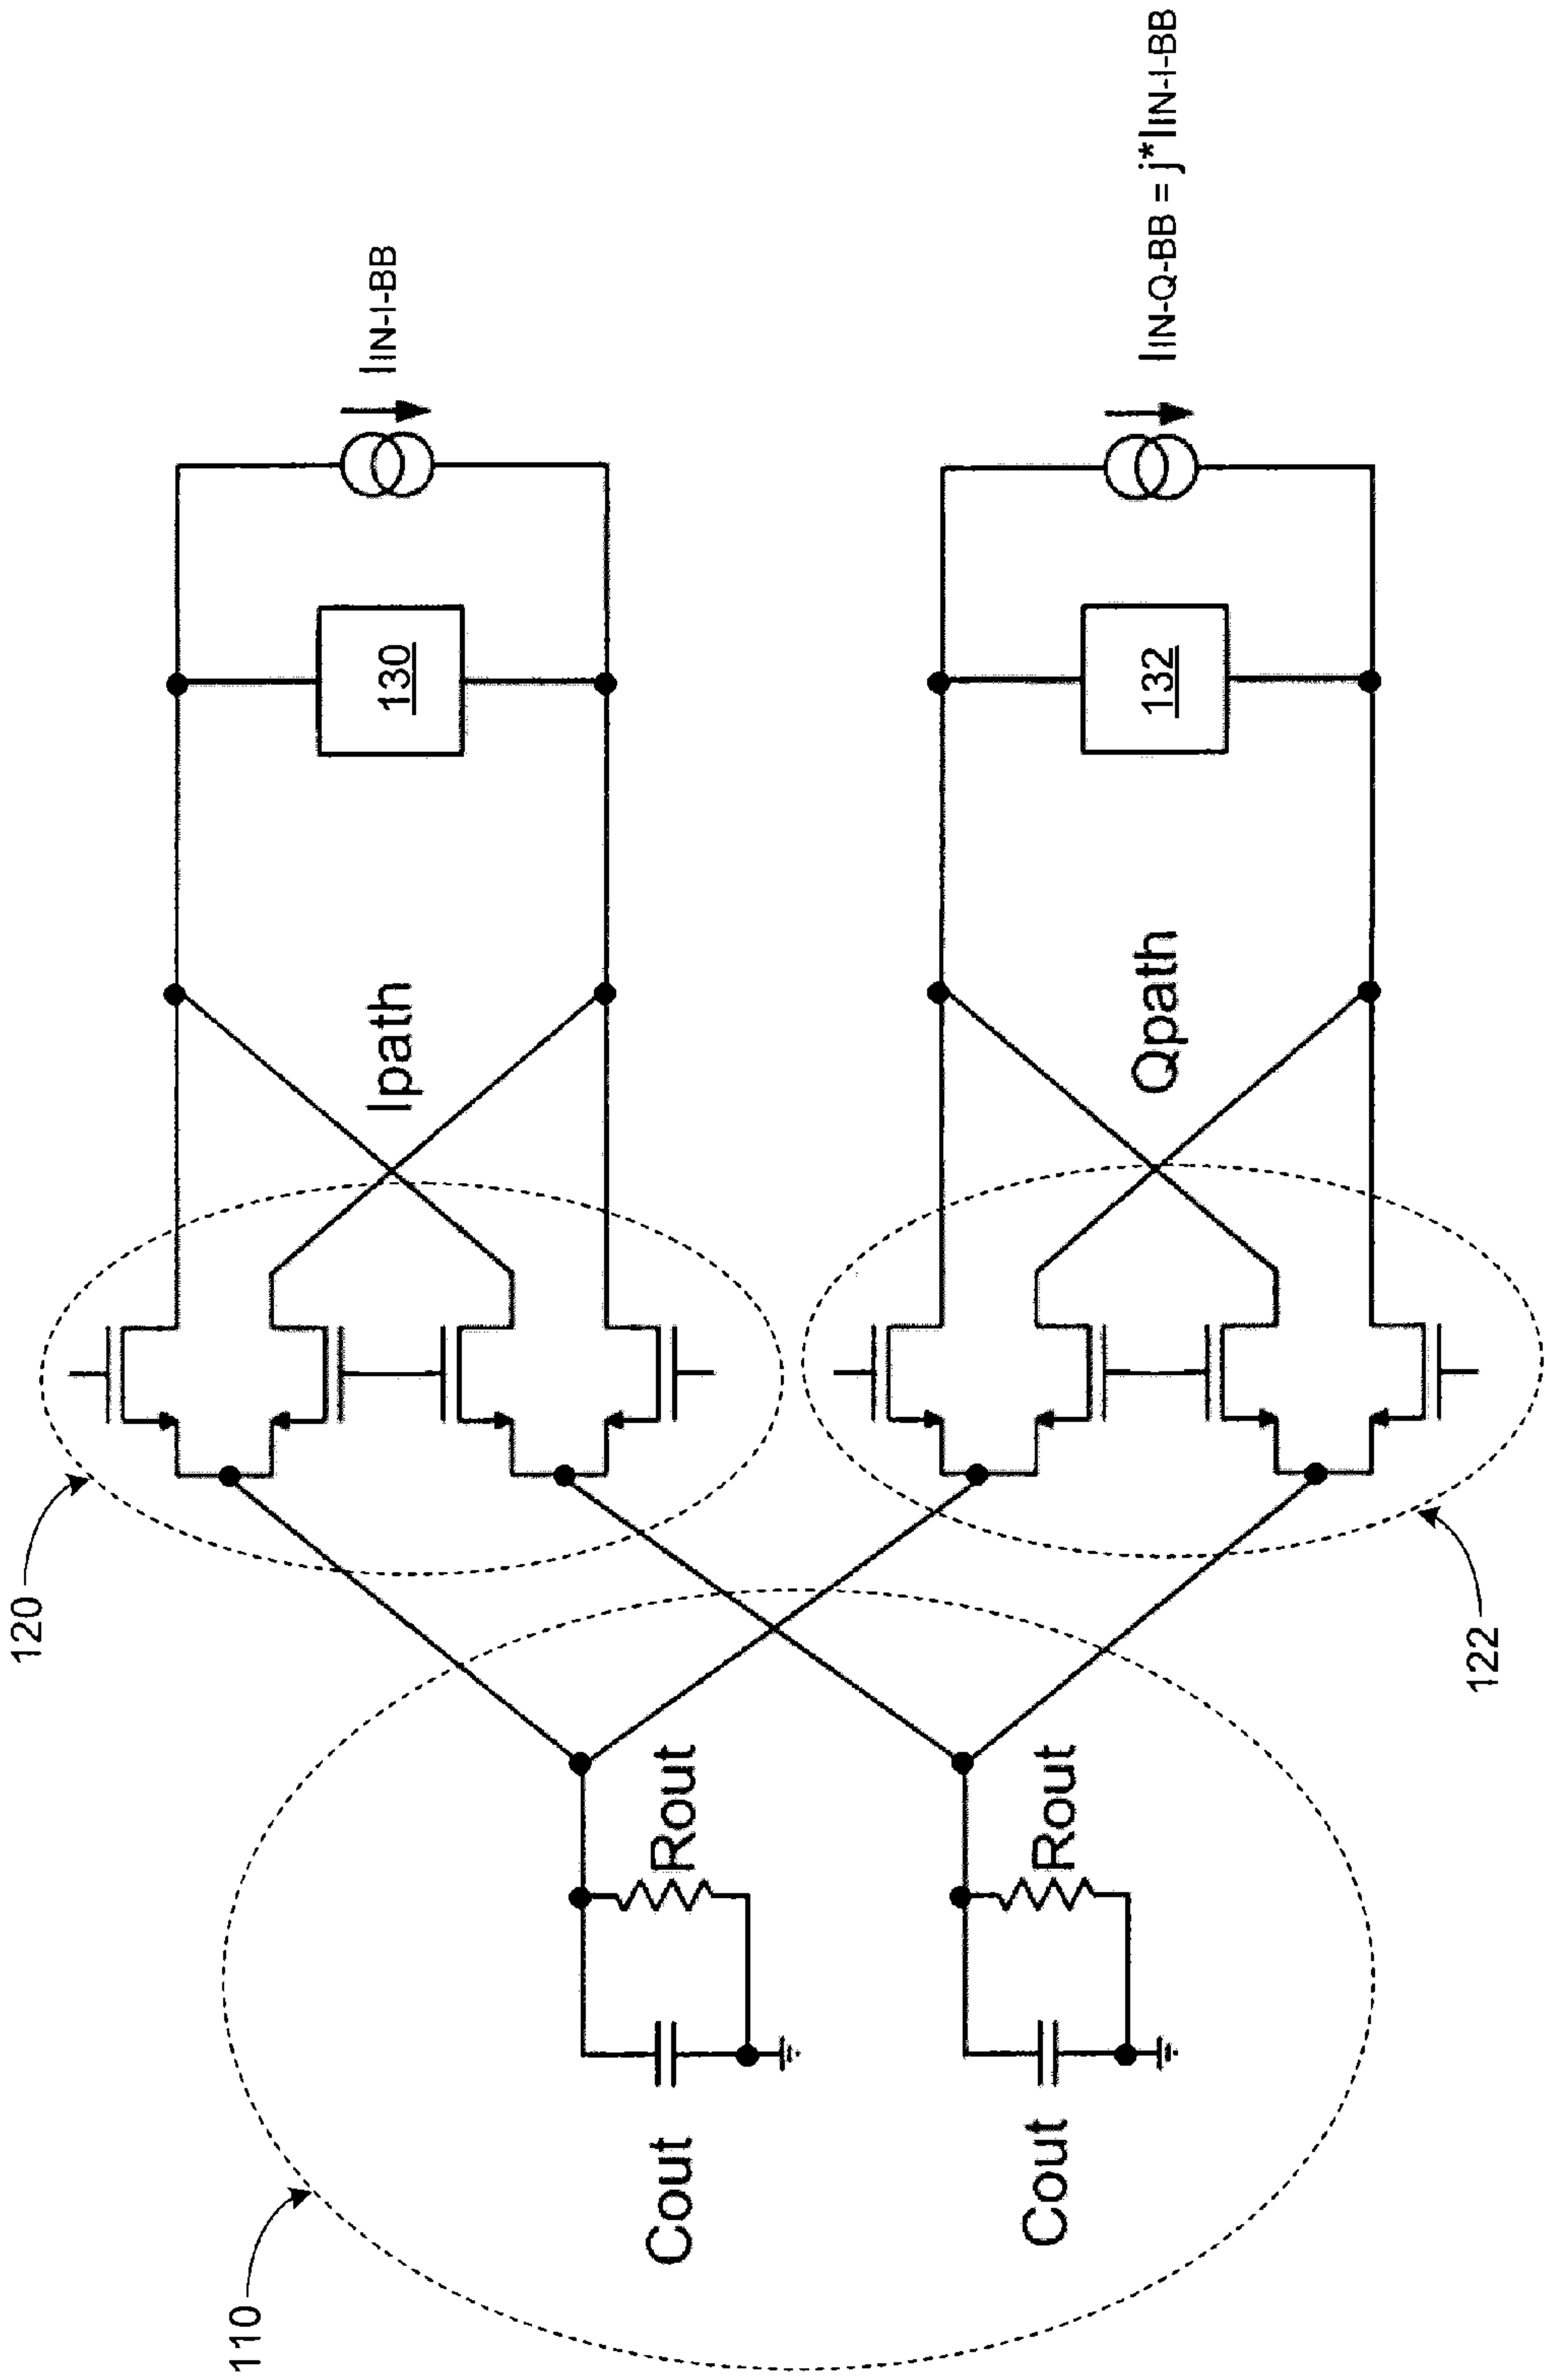 110
120
122
Cout
Rout
Cout
Rout
Ipath
Qpath
130
132
IIN-I-BB
IIN-Q-BB = j*IIN-I-BB